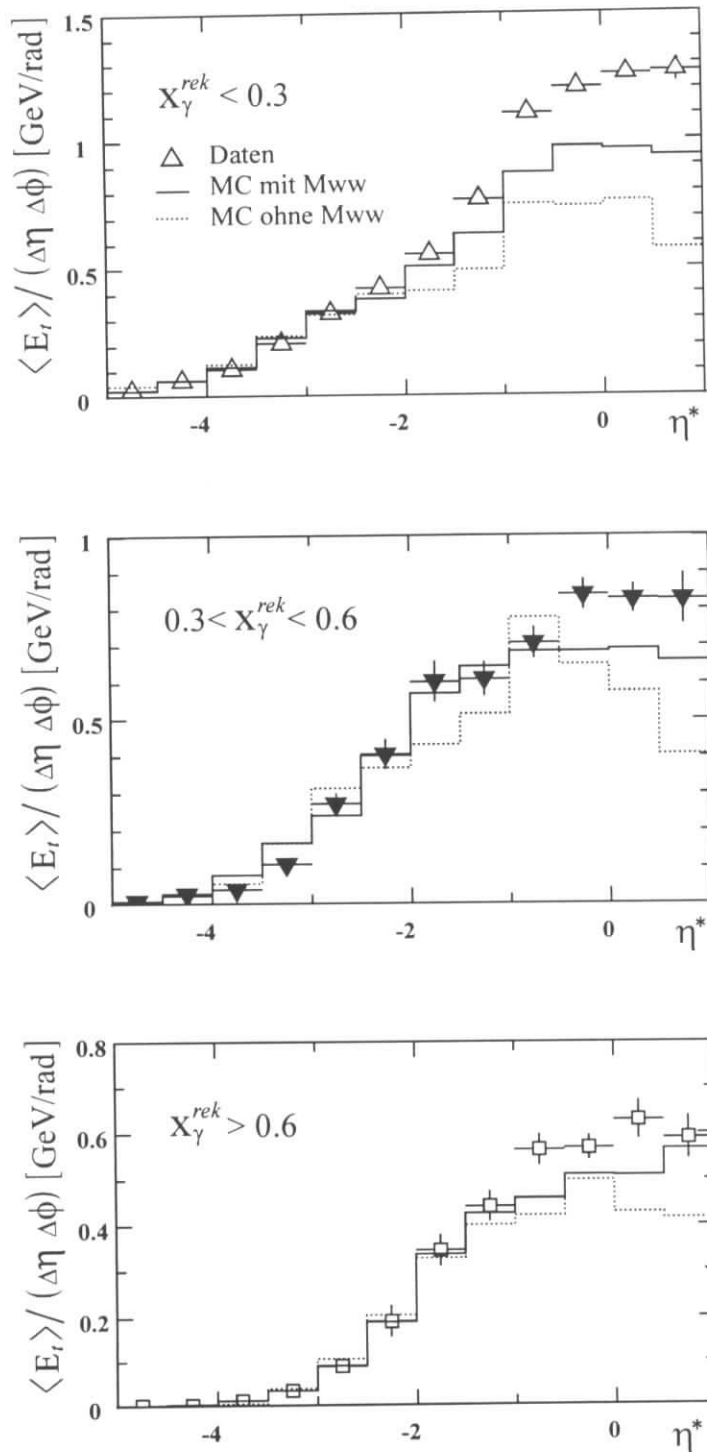 ⟨E_t⟩/(Δη Δϕ) [GeV/rad]
1.5
1
0.5
0
X_γ^rek < 0.3
Daten
MC mit Mww
MC ohne Mww
-4 -2 0 η*
⟨E_t⟩/(Δη Δϕ) [GeV/rad]
1
0.5
0
0.3 < X_γ^rek < 0.6
-4 -2 0 η*
⟨E_t⟩/(Δη Δϕ) [GeV/rad]
0.8
0.6
0.4
0.2
0
X_γ^rek > 0.6
-4 -2 0 η*